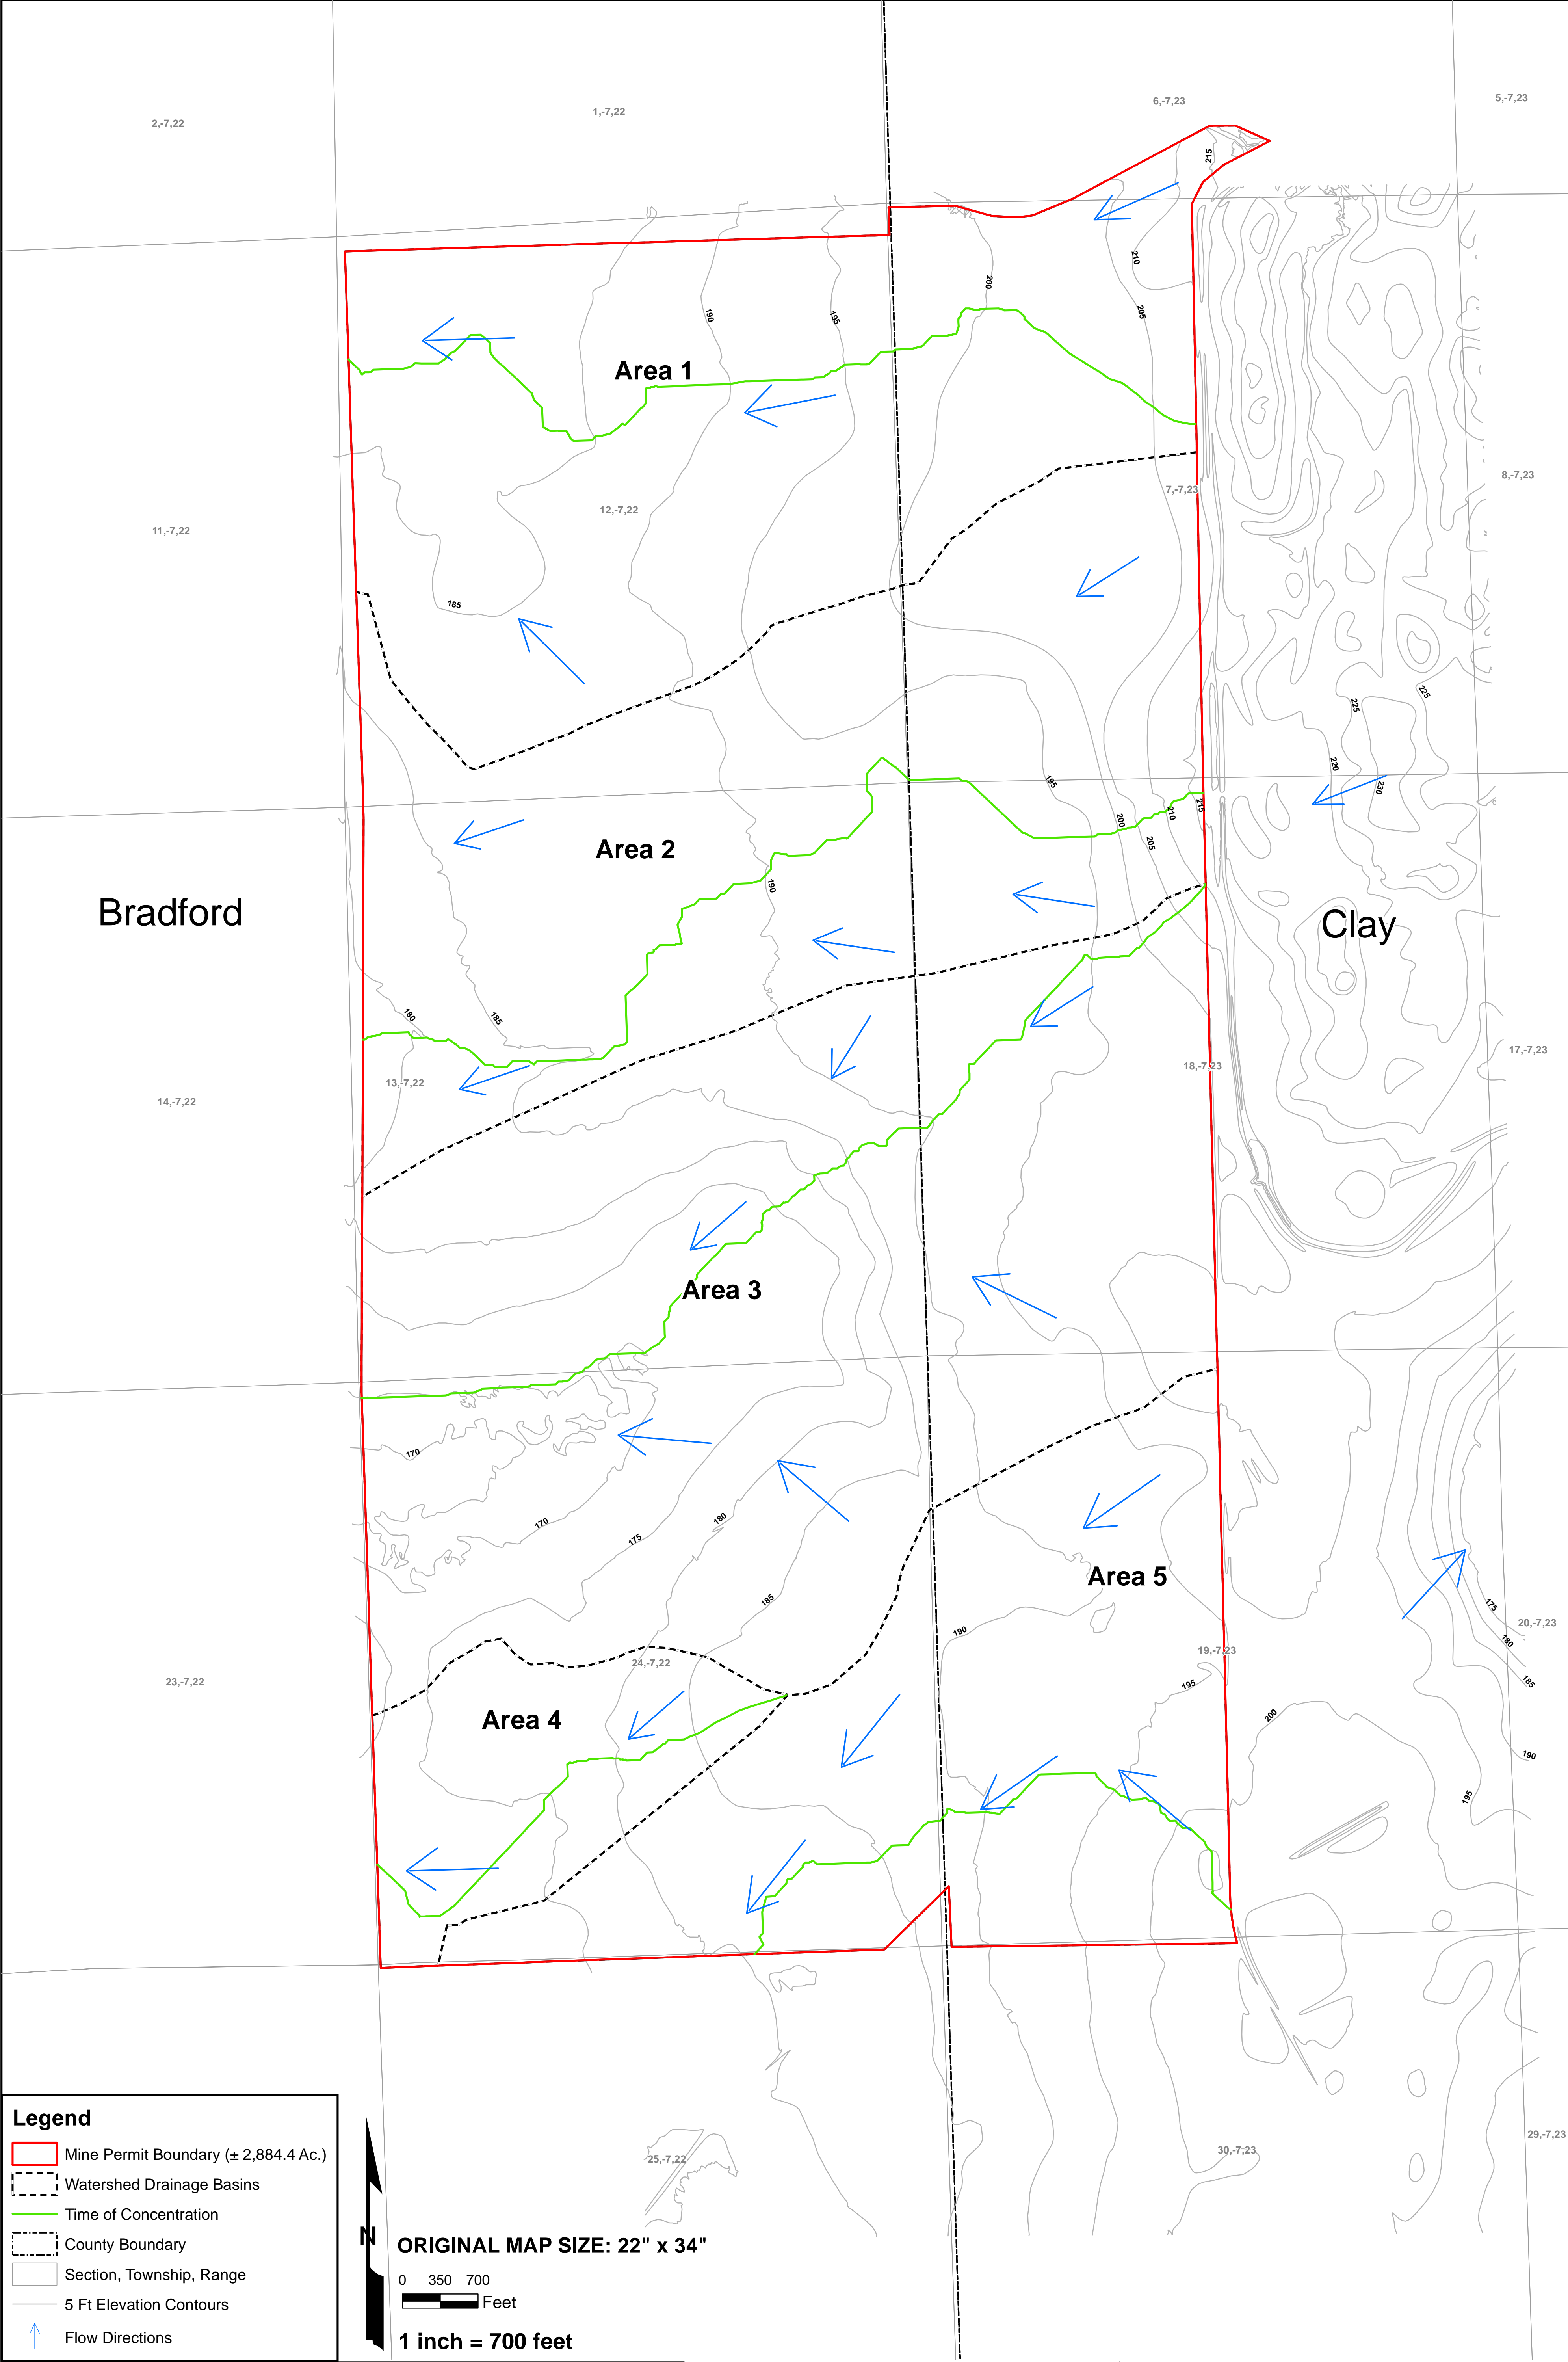 5,-7,23
6,-7,23
1,-7,22
2,-7,22
215
210
200
205
190
195
Area 1
8,-7,23
7,-7,23
12,-7,22
11,-7,22
185
225
225
220
230
195
215
210
200
205
Area 2
190
Bradford
Clay
180
185
17,-7,23
18,-7,23
13,-7,22
14,-7,22
Area 3
170
170
180
175
Area 5
185
175
20,-7,23
190
180
19,-7,23
24,-7,22
23,-7,22
185
195
200
Area 4
190
195
29,-7,23
30,-7,23
25,-7,22
Legend
Mine Permit Boundary (± 2,884.4 Ac.)
Watershed Drainage Basins
Time of Concentration
County Boundary
Section, Township, Range
5 Ft Elevation Contours
Flow Directions
N
ORIGINAL MAP SIZE: 22" x 34"
0 350 700
Feet
1 inch = 700 feet